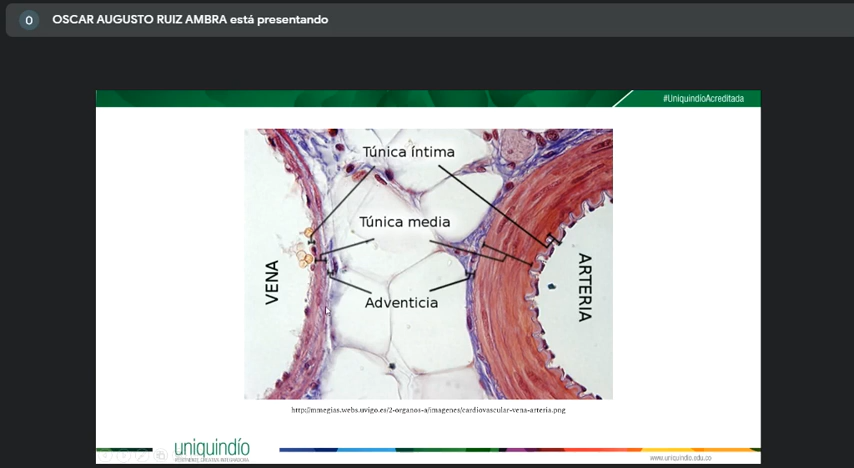 O OSCAR AUGUSTO RUIZ AMBRA está presentando
#UniquindíoAcreditada
Túnica íntima
Túnica media
VENA
ARTERIA
Adventicia
http://mmegias.webs.uvigo.es/2-organos-a/imagenes/cardiovascular-vena-arteria.png
uniquindío
www.uniquindio.edu.co